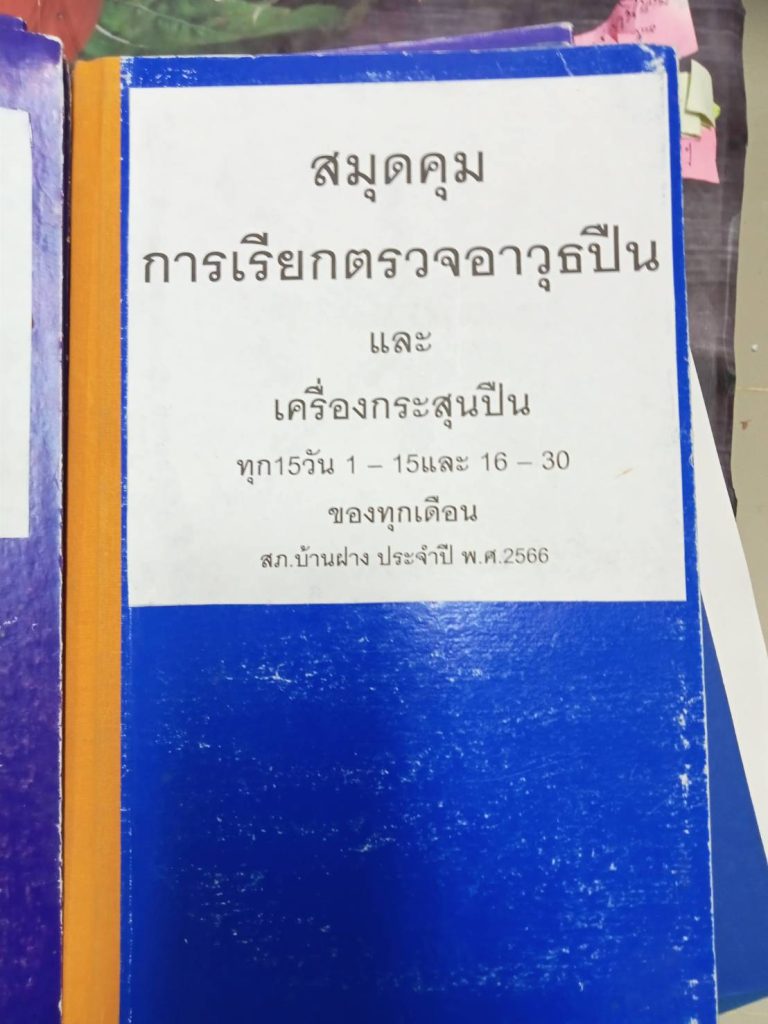 สมุดคุม
การเรียกตรวจอาวุธปืน
และ
เครื่องกระสุนปืน
ทุก15วัน 1 – 15และ 16 – 30
ของทุกเดือน
สภ.บ้านฝาง ประจำปี พ.ศ.2566